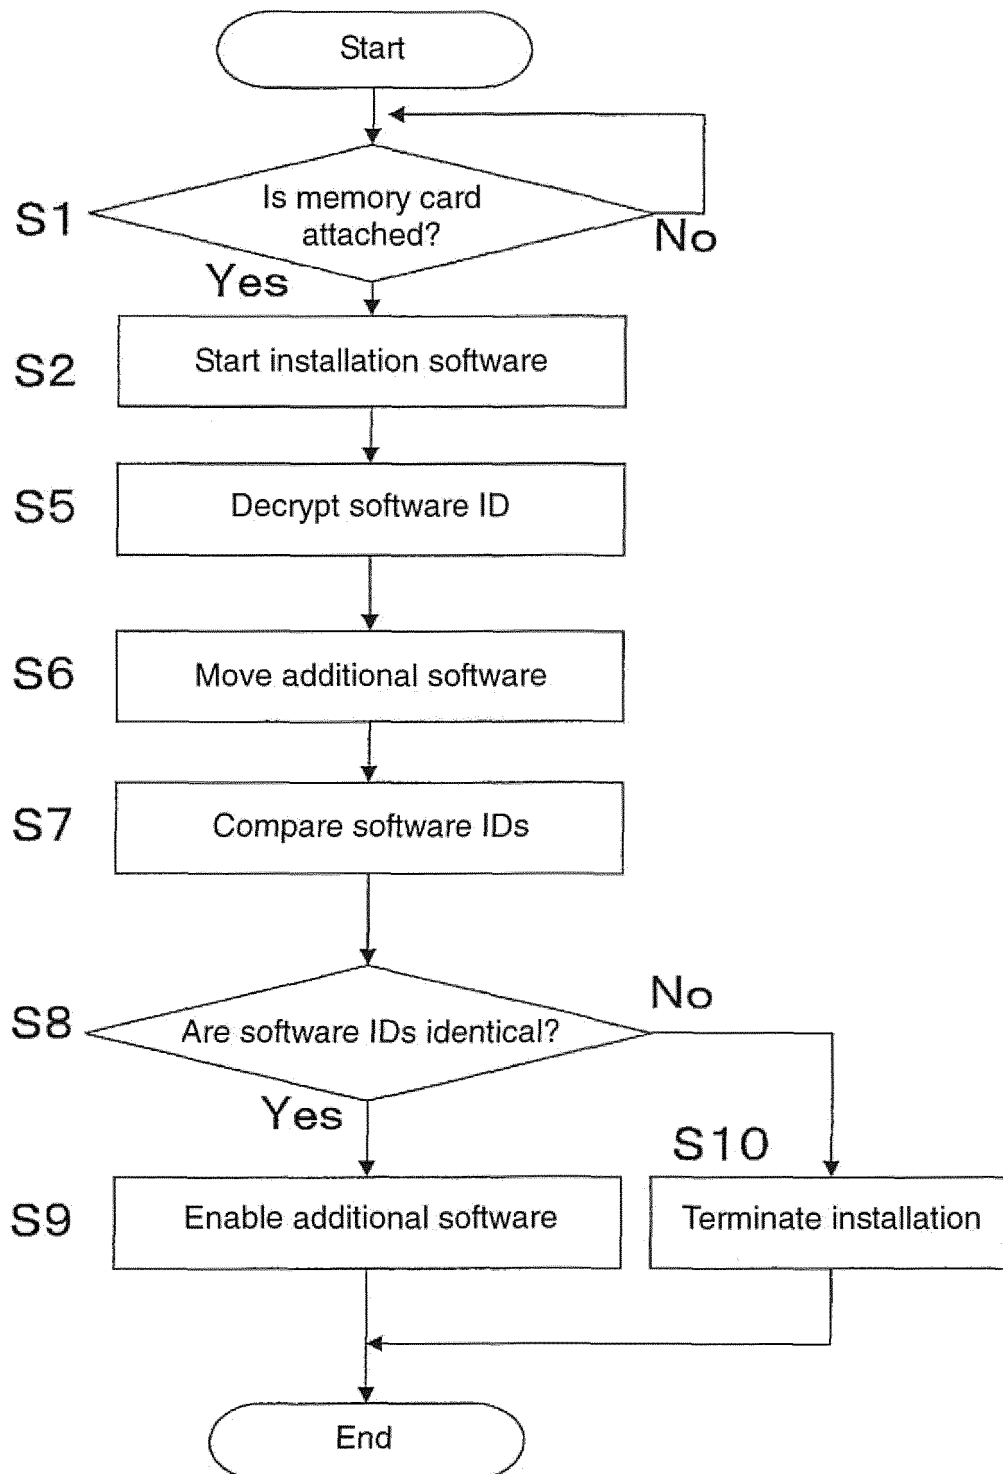 Start
S1
Is memory card
attached?
No
Yes
S2
Start installation software
S5
Decrypt software ID
S6
Move additional software
S7
Compare software IDs
S8
Are software IDs identical?
No
Yes
S10
S9
Enable additional software
Terminate installation
End